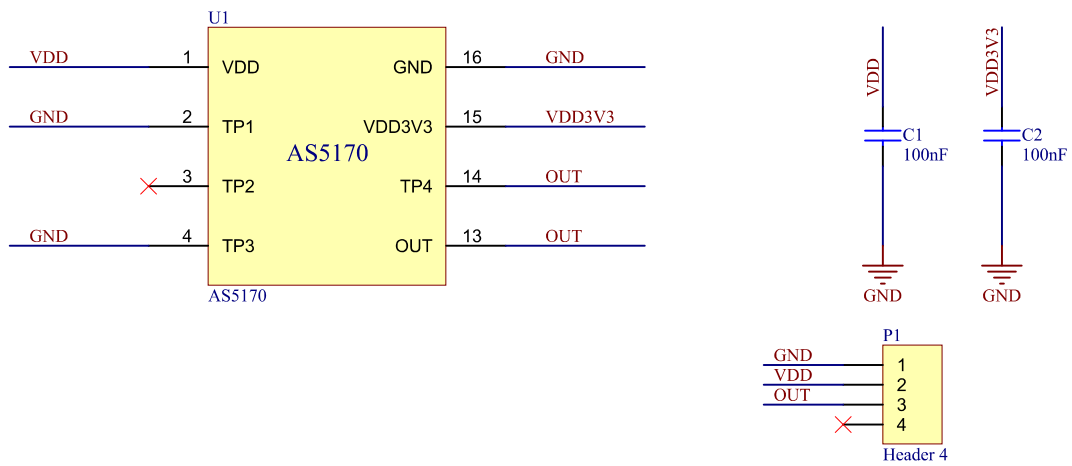 U1
VDD 1 VDD GND 16 GND
GND 2 TP1 VDD3V3 15 VDD3V3
AS5170
3 TP2 TP4 14 OUT
GND 4 TP3 OUT 13 OUT
AS5170
VDD
C1
100nF
GND
VDD3V3
C2
100nF
GND
P1
GND 1
VDD 2
OUT 3
4
Header 4